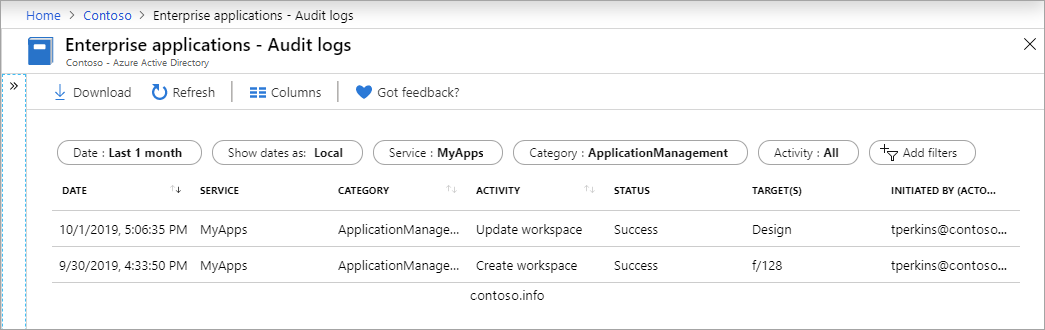 Home > Contoso > Enterprise applications - Audit logs
Enterprise applications - Audit logs
Contoso - Azure Active Directory
Download Refresh Columns Got feedback?
Date : Last 1 month Show dates as: Local Service : MyApps Category : ApplicationManagement Activity : All Add filters
DATE SERVICE CATEGORY ACTIVITY STATUS TARGET(S) INITIATED BY (ACTO...
10/1/2019, 5:06:35 PM MyApps ApplicationManage... Update workspace Success Design tperkins@contoso...
9/30/2019, 4:33:50 PM MyApps ApplicationManage... Create workspace Success f/128 tperkins@contoso...
contoso.info